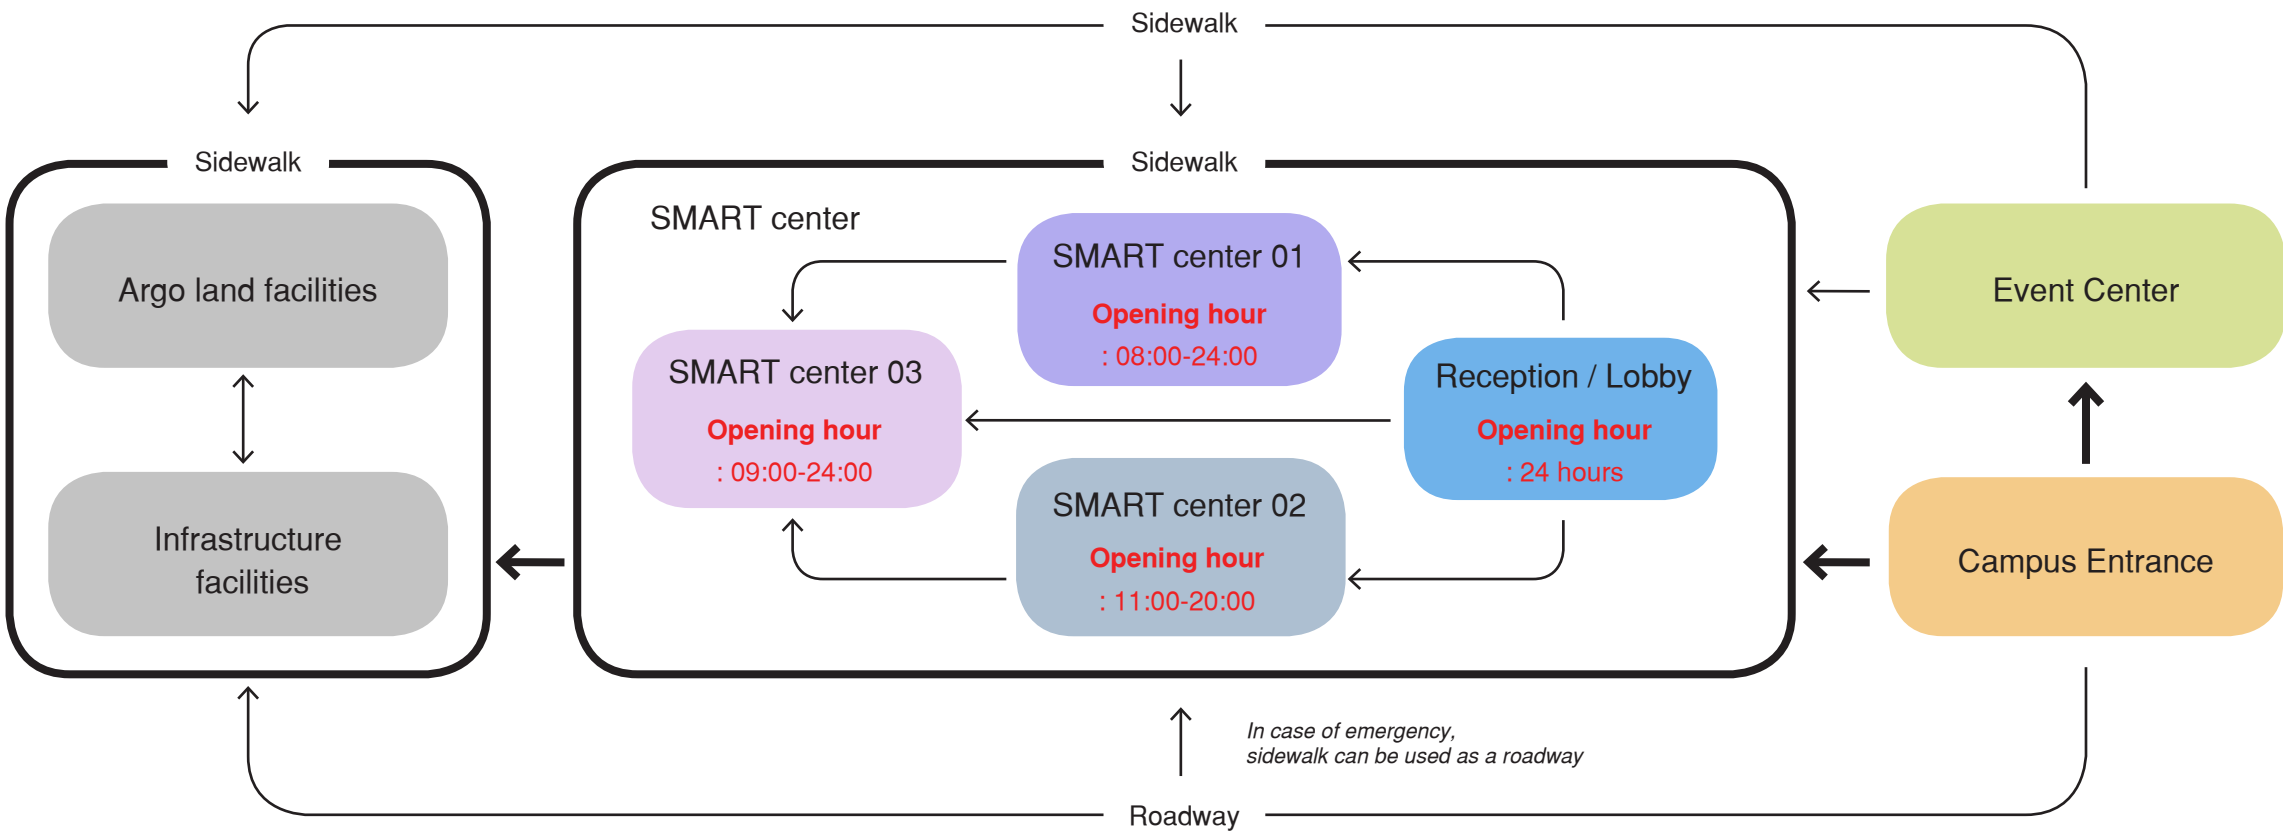 Sidewalk
Sidewalk
Sidewalk
SMART center
Argo land facilities
Infrastructure
facilities
SMART center 01
Opening hour
: 08:00-24:00
SMART center 03
Opening hour
: 09:00-24:00
Reception / Lobby
Opening hour
: 24 hours
SMART center 02
Opening hour
: 11:00-20:00
Event Center
Campus Entrance
In case of emergency,
sidewalk can be used as a roadway
Roadway